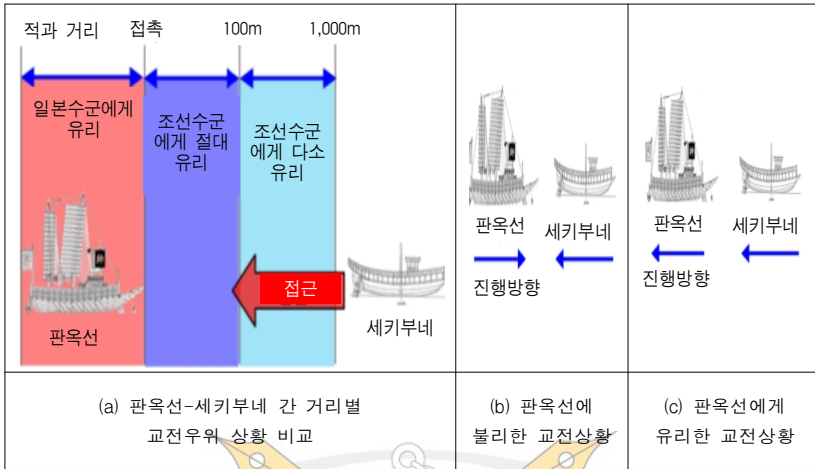 적과 거리 접촉 100m 1,000m
일본수군에게
유리
조선수군
에게 절대
유리
조선수군
에게 다소
유리
접근
판옥선
세키부네
(a) 판옥선-세키부네 간 거리별
교전우위 상황 비교
판옥선 세키부네
진행방향
(b) 판옥선에
불리한 교전상황
판옥선 세키부네
진행방향
(c) 판옥선에게
유리한 교전상황